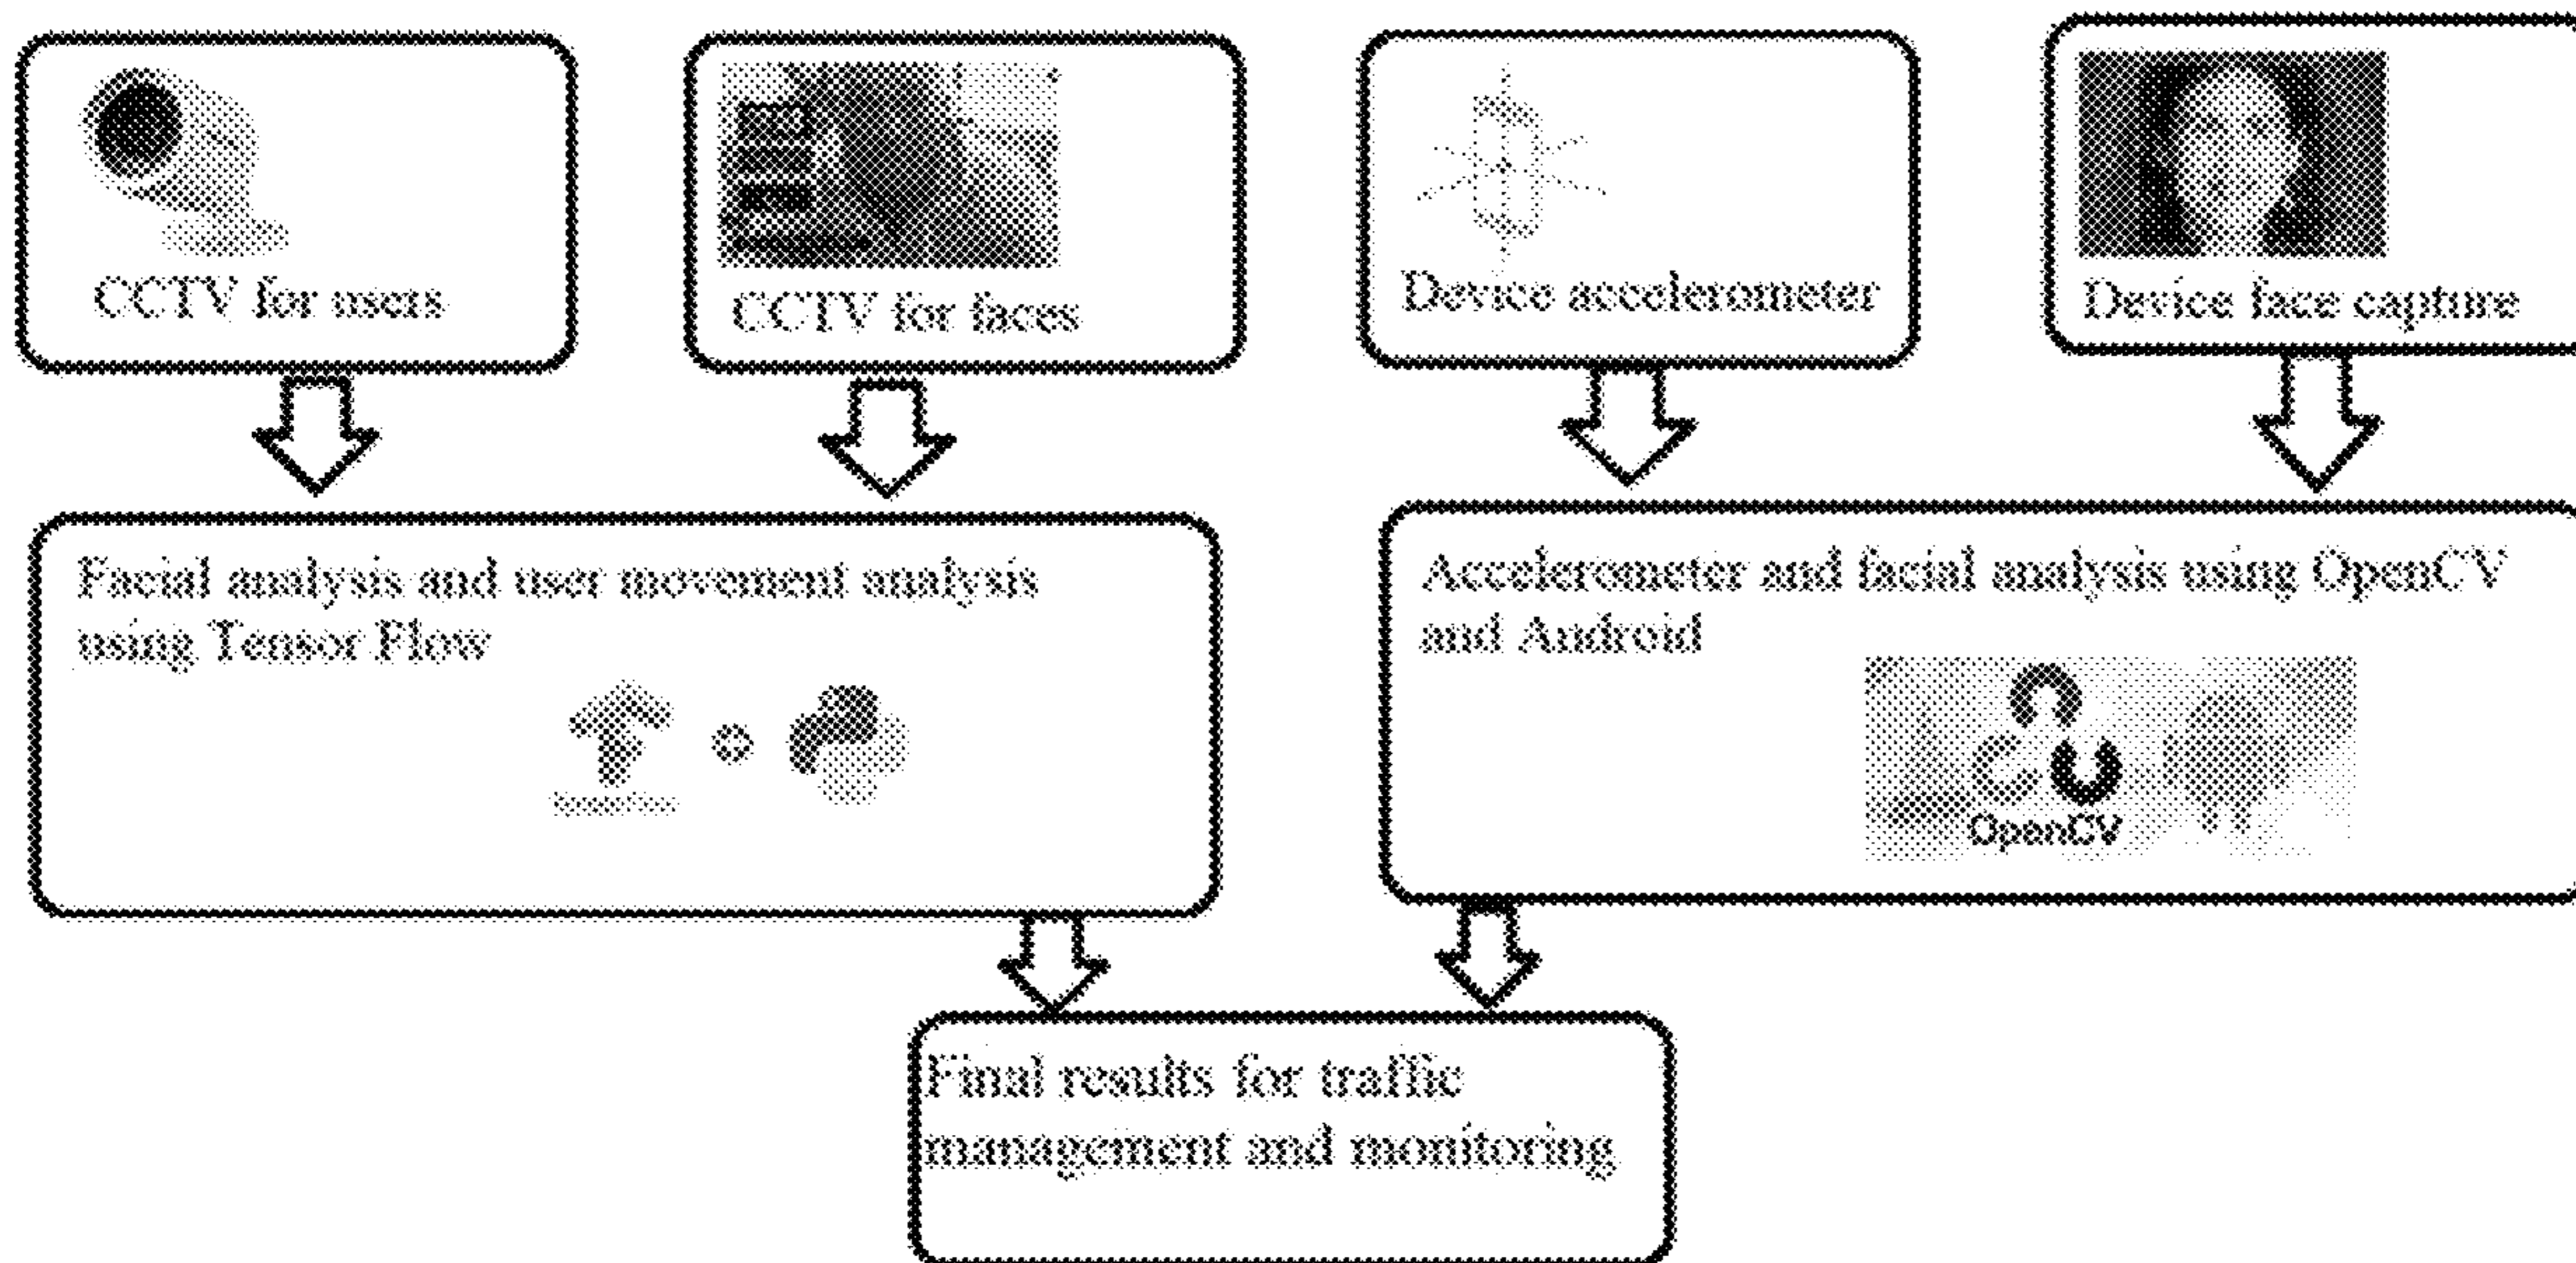 CCTV for users
CCTV for faces
Device accelerometer
Device face capture
Facial analysis and user movement analysis
using Tensor Flow
Accelerometer and facial analysis using OpenCV
and Android
OpenCV
Final results for traffic
management and monitoring